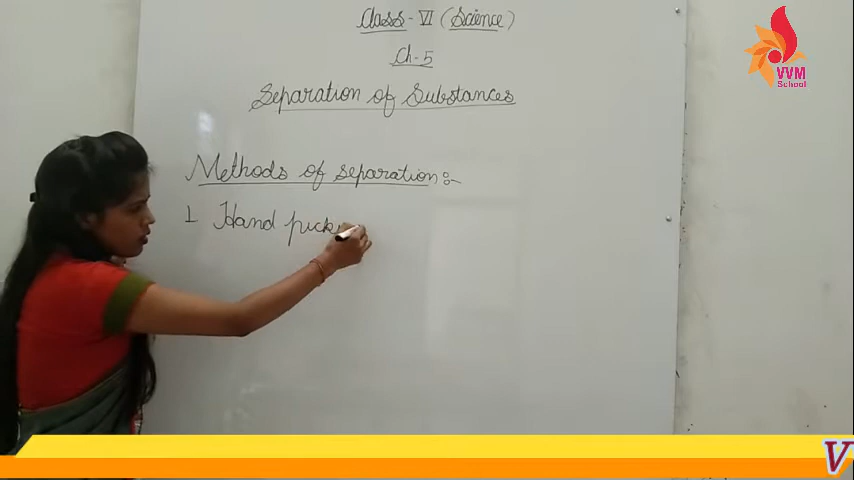 Class - VI (Science)
Ch-5
Separation of Substances
Methods of separation :-
1 Hand pick
VVM
School
V